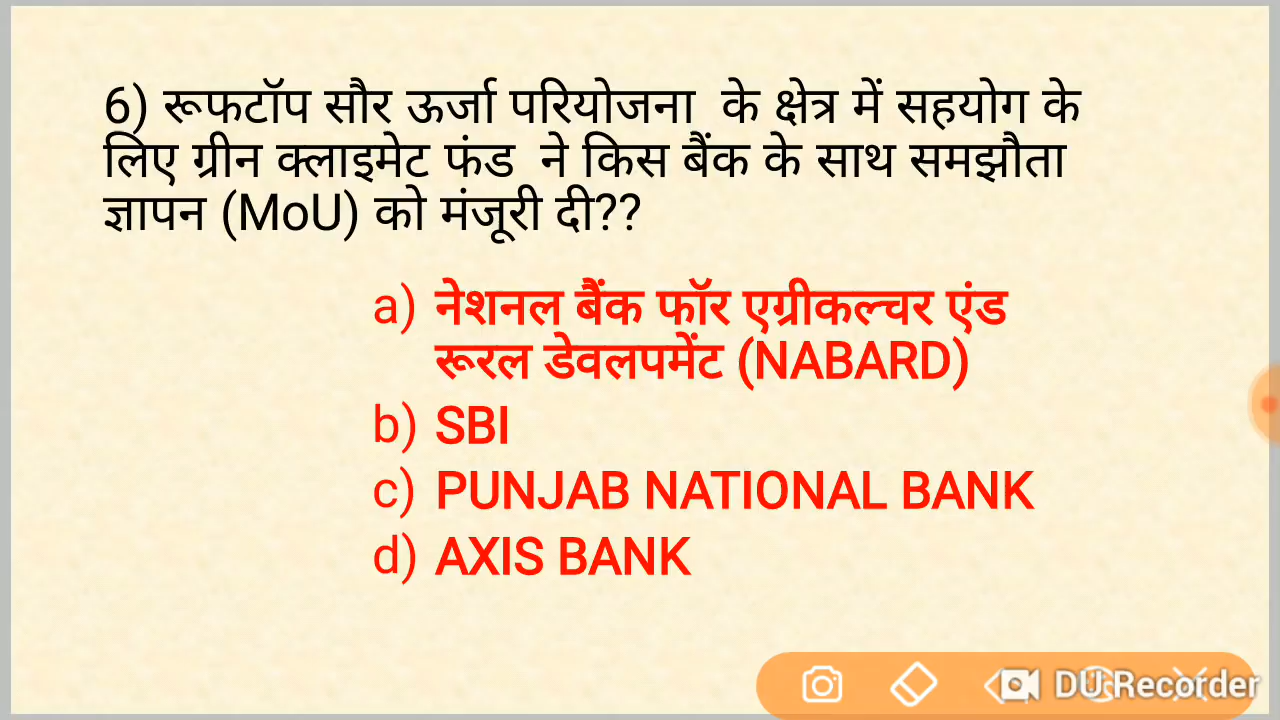 6) रूफटॉप सौर ऊर्जा परियोजना के क्षेत्र में सहयोग के
लिए ग्रीन क्लाइमेट फंड ने किस बैंक के साथ समझौता
ज्ञापन (MoU) को मंजूरी दी??
a) नेशनल बैंक फॉर एग्रीकल्चर एंड
रूरल डेवलपमेंट (NABARD)
b) SBI
c) PUNJAB NATIONAL BANK
d) AXIS BANK
DU Recorder